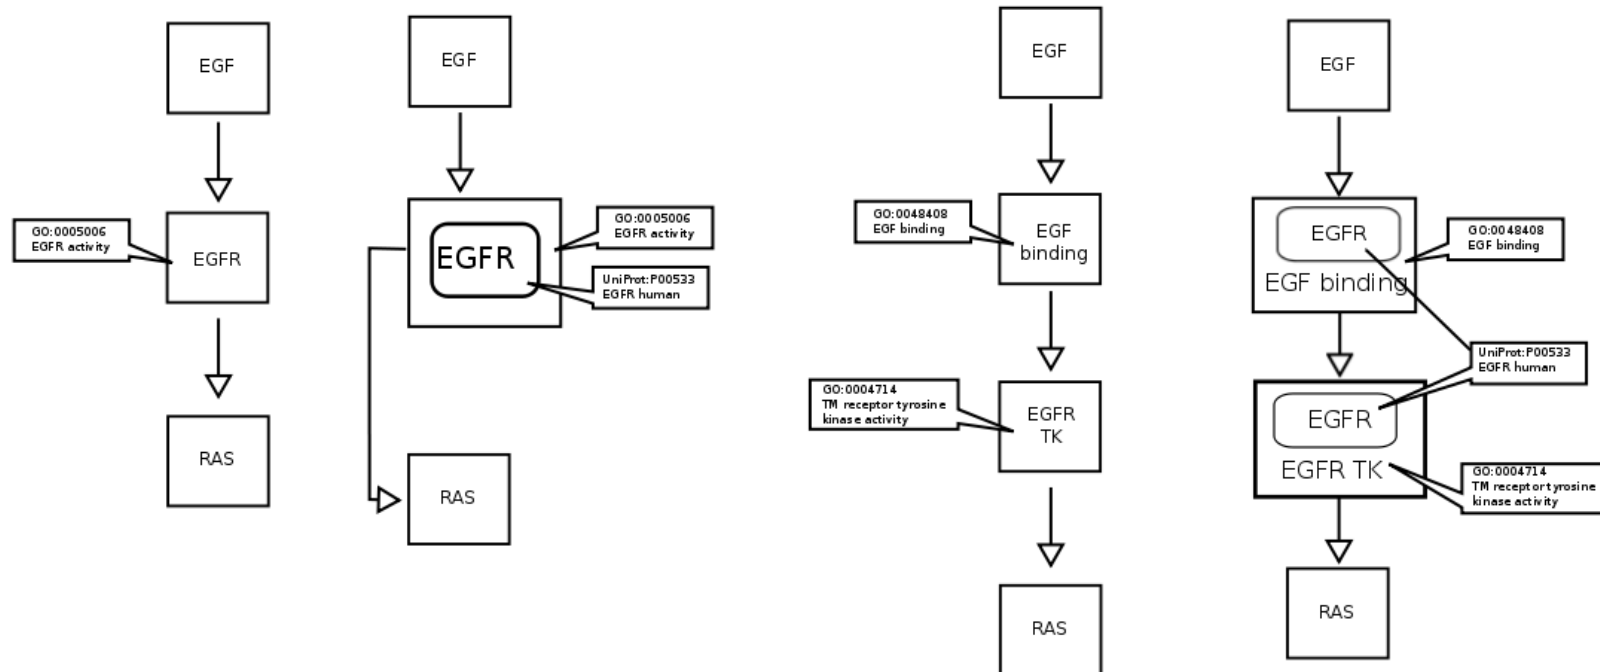 EGF
GO:0005006
EGFR activity
EGFR
RAS
EGF
EGFR
GO:0005006
EGFR activity
UniProt:P00533
EGFR human
RAS
EGF
GO:0048408
EGF binding
EGF
binding
GO:0004714
TM receptor tyrosine
kinase activity
EGFR
TK
RAS
EGF
EGFR
EGF binding
GO:0048408
EGF binding
UniProt:P00533
EGFR human
EGFR
EGFR TK
GO:0004714
TM receptor tyrosine
kinase activity
RAS